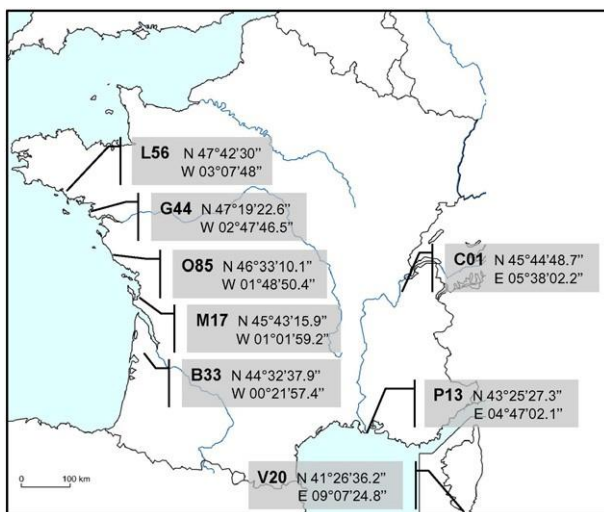 L56 N 47°42'30"
W 03°07'48"
G44 N 47°19'22.6"
W 02°47'46.5"
O85 N 46°33'10.1"
W 01°48'50.4"
C01 N 45°44'48.7"
E 05°38'02.2"
M17 N 45°43'15.9"
W 01°01'59.2"
B33 N 44°32'37.9"
W 00°21'57.4"
P13 N 43°25'27.3"
E 04°47'02.1"
V20 N 41°26'36.2"
E 09°07'24.8"
0 100 km